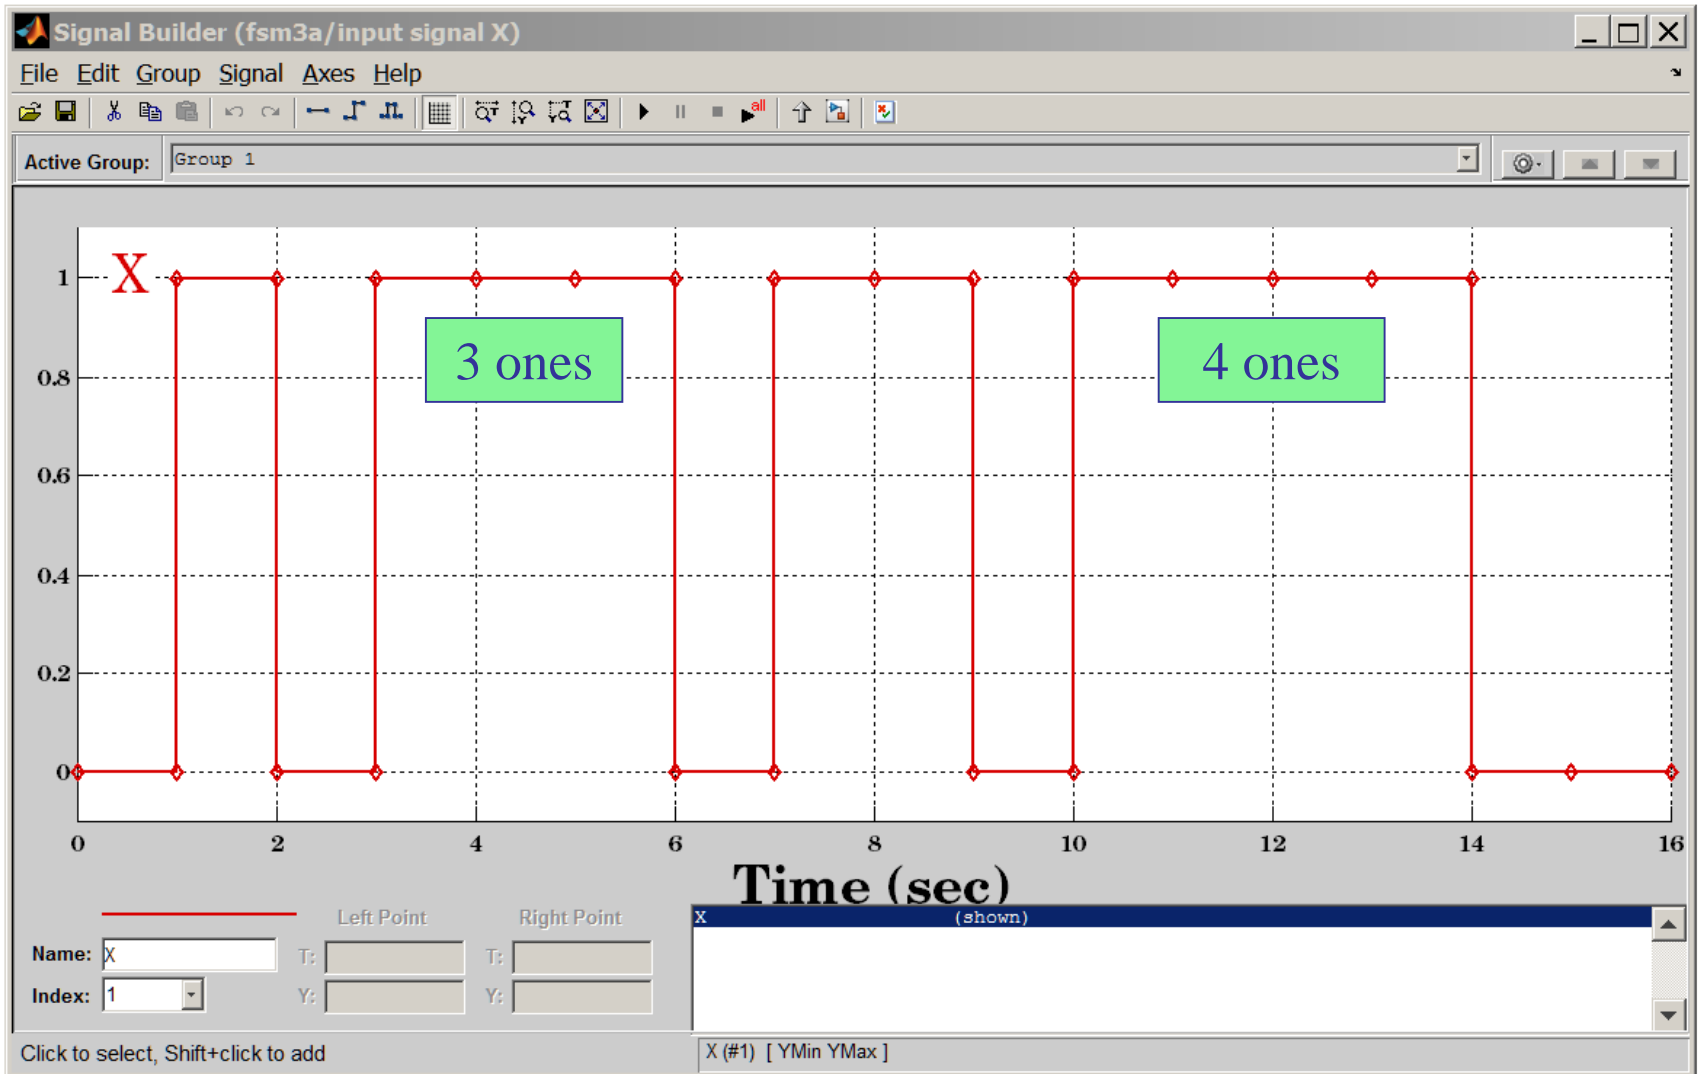 Signal Builder (fsm3a/input signal X)
File Edit Group Signal Axes Help
all
Active Group: Group 1
X
1
3 ones
4 ones
0.8
0.6
0.4
0.2
0
0 2 4 6 8 10 12 14 16
Time (sec)
Left Point Right Point
X (shown)
Name: X T: T:
Index: 1 Y: Y:
Click to select, Shift+click to add
X (#1) [ YMin YMax ]